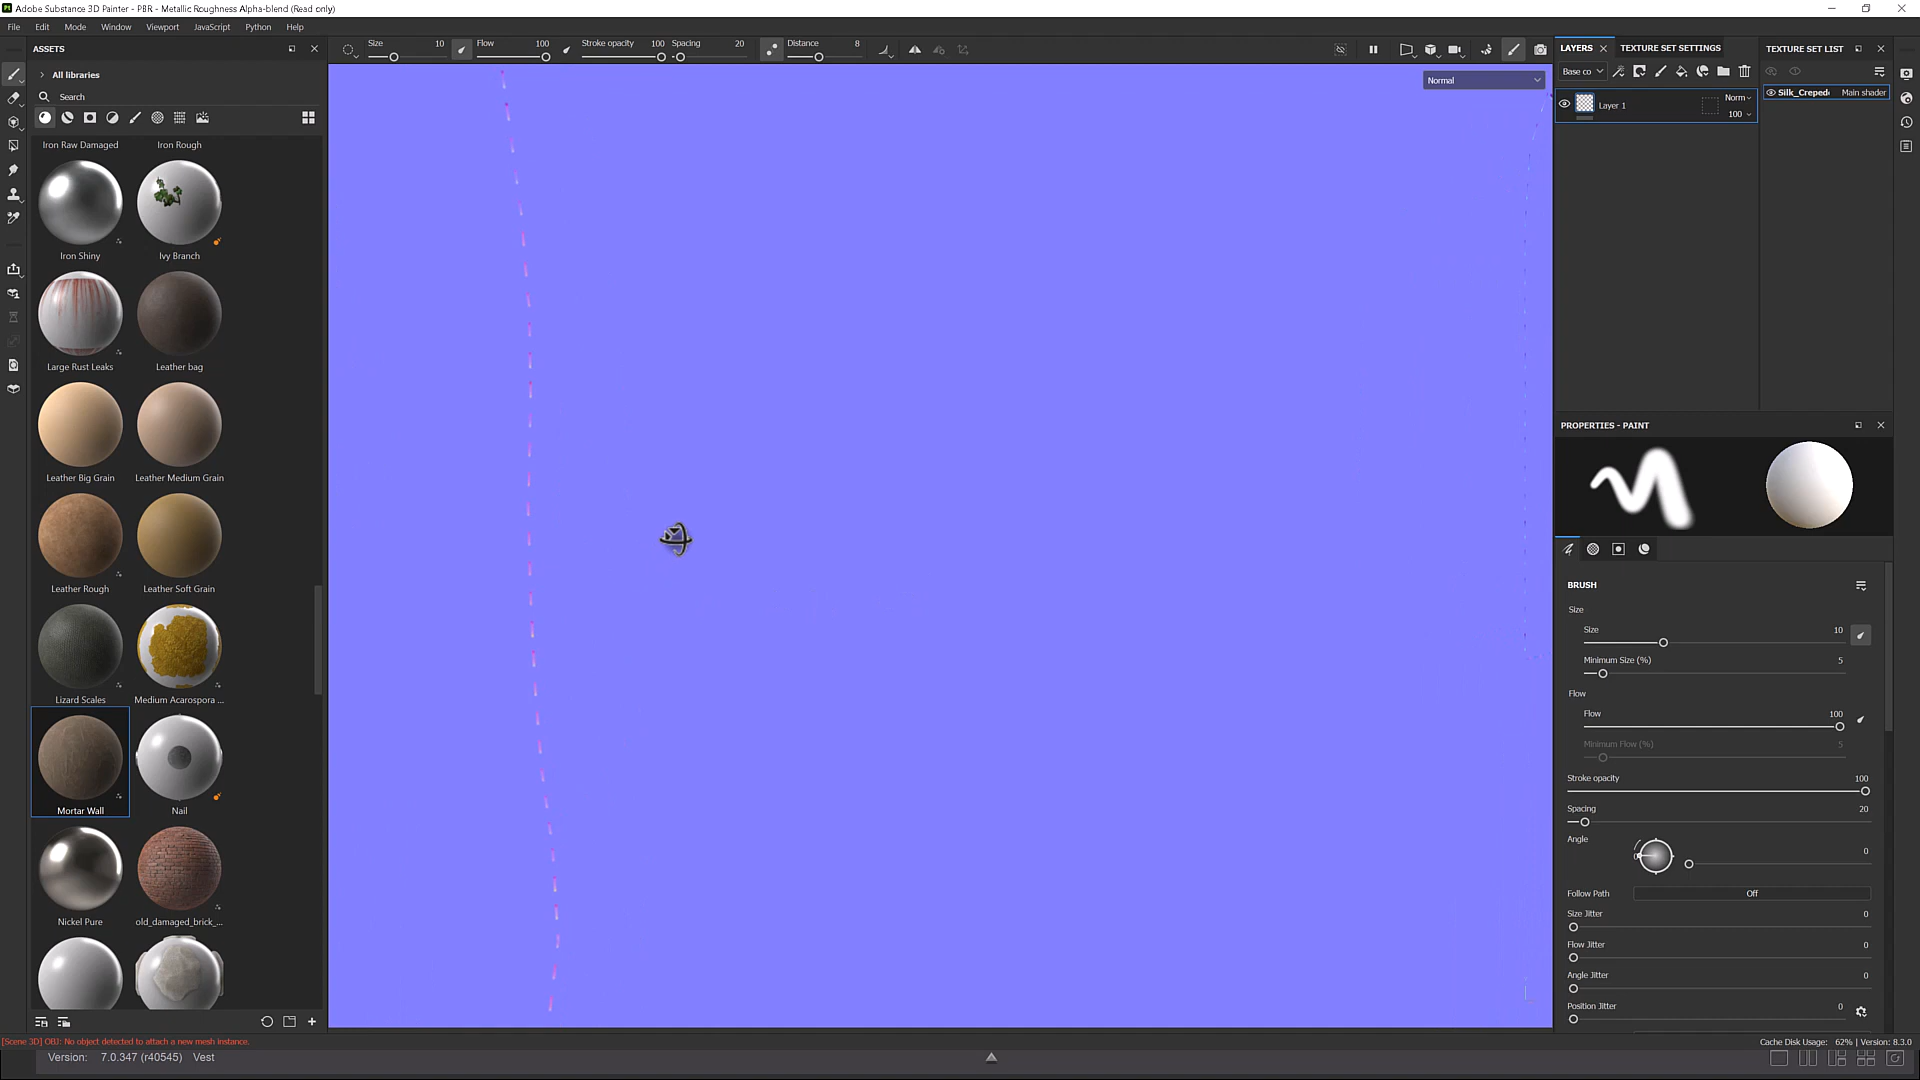 Adobe Substance 3D Painter - PBR - Metallic Roughness Alpha-blend (Read only)
File Edit Mode Window Viewport JavaScript Python Help
ASSETS
All libraries
Search
Iron Raw Damaged Iron Rough
Iron Shiny Ivy Branch
Large Rust Leaks Leather bag
Leather Big Grain Leather Medium Grain
Leather Rough Leather Soft Grain
Lizard Scales Medium Acarospora ...
Mortar Wall Nail
Nickel Pure old_damaged_brick_...
Size 10 Flow 100 Stroke opacity 100 Spacing 20 Distance 8
Normal
LAYERS TEXTURE SET SETTINGS
Base co
Layer 1 Norm
100
TEXTURE SET LIST
Silk_Creped Main shader
PROPERTIES - PAINT
BRUSH
Size
Size 10
Minimum Size (%) 5
Flow
Flow 100
Minimum Flow (%) 5
Stroke opacity 100
Spacing 20
Angle 0
Follow Path Off
Size Jitter 0
Flow Jitter 0
Angle Jitter 0
Position Jitter 0
[Scene 3D] OBJ: No object detected to attach a new mesh instance.
Cache Disk Usage: 62% | Version: 8.3.0
Version: 7.0.347 (r40545) Vest